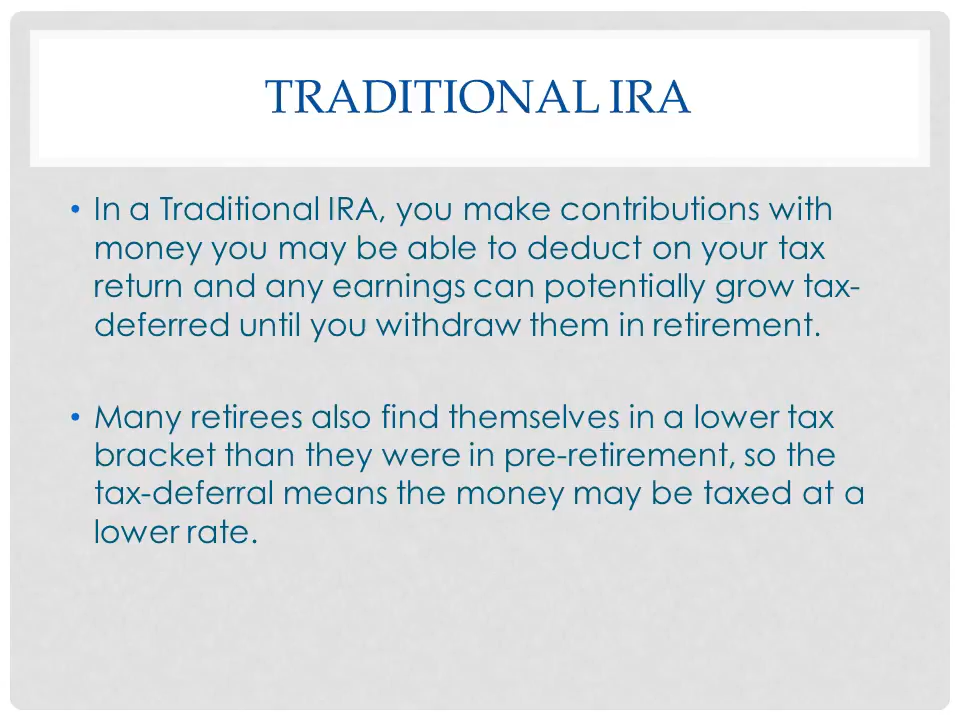 TRADITIONAL IRA
• In a Traditional IRA, you make contributions with
money you may be able to deduct on your tax
return and any earnings can potentially grow tax-
deferred until you withdraw them in retirement.
• Many retirees also find themselves in a lower tax
bracket than they were in pre-retirement, so the
tax-deferral means the money may be taxed at a
lower rate.